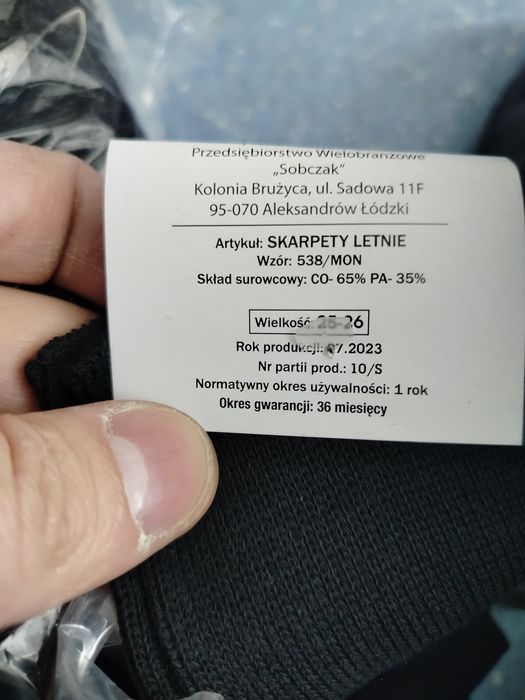 Przedsiębiorstwo Wielobranżowe
„Sobczak”
Kolonia Brużyca, ul. Sadowa 11F
95-070 Aleksandrów Łódzki
Artykuł: SKARPETY LETNIE
Wzór: 538/MON
Skład surowcowy: CO- 65% PA- 35%
Wielkość: 25-26
Rok produkcji: 07.2023
Nr partii prod.: 10/S
Normatywny okres używalności: 1 rok
Okres gwarancji: 36 miesięcy